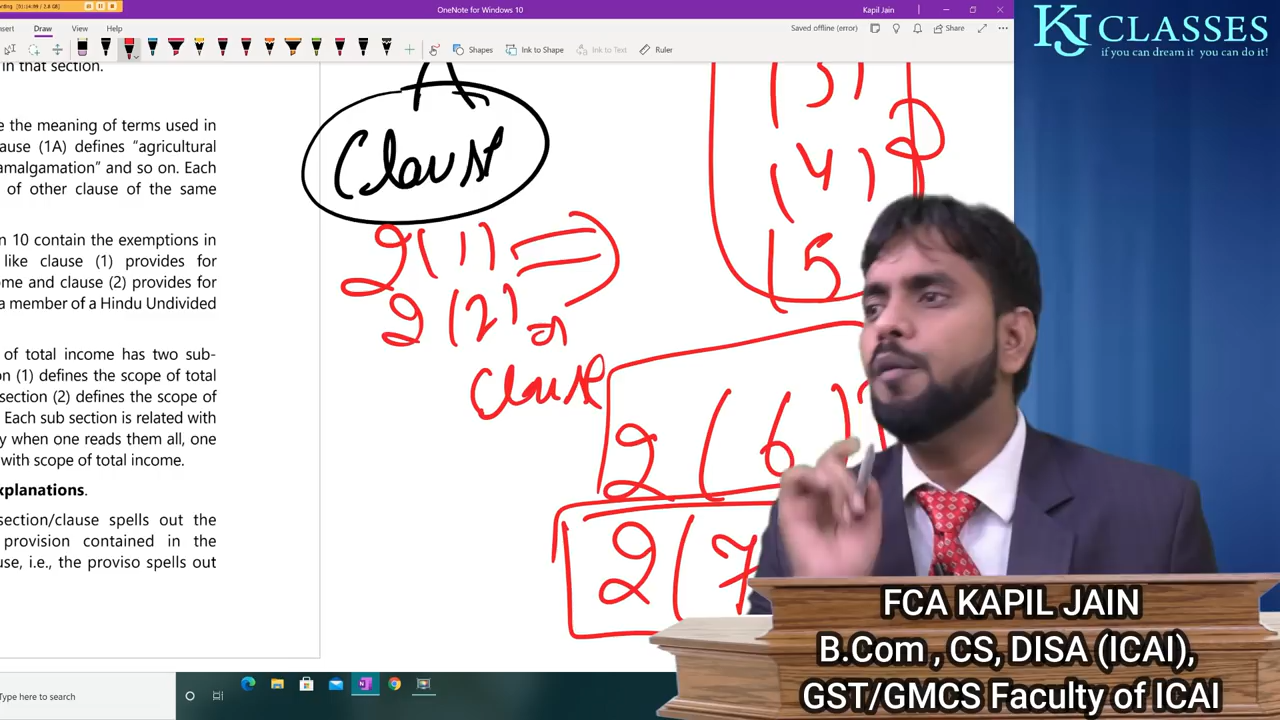 OneNote for Windows 10
Kapil Jain
Insert Draw View Help
Saved offline (error) Share
Shapes Ink to Shape Ink to Text Ruler
in that section.
e the meaning of terms used in
ause (1A) defines “agricultural
amalgamation” and so on. Each
of other clause of the same
n 10 contain the exemptions in
like clause (1) provides for
ome and clause (2) provides for
a member of a Hindu Undivided
of total income has two sub-
on (1) defines the scope of total
section (2) defines the scope of
Each sub section is related with
y when one reads them all, one
with scope of total income.
xplanations.
section/clause spells out the
provision contained in the
use, i.e., the proviso spells out
Clause
2(1)
2(2) or
Clause
(3)
(4)
(5
2(6)
2(7
Type here to search
KJ CLASSES
if you can dream it you can do it!
FCA KAPIL JAIN
B.Com , CS, DISA (ICAI),
GST/GMCS Faculty of ICAI